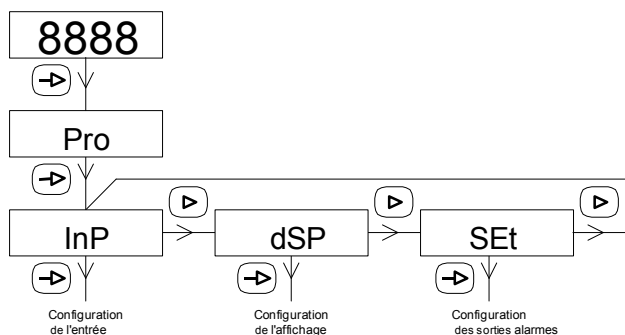 8888
Pro
InP
dSP
SEt
Configuration
de l'entrée
Configuration
de l'affichage
Configuration
des sorties alarmes